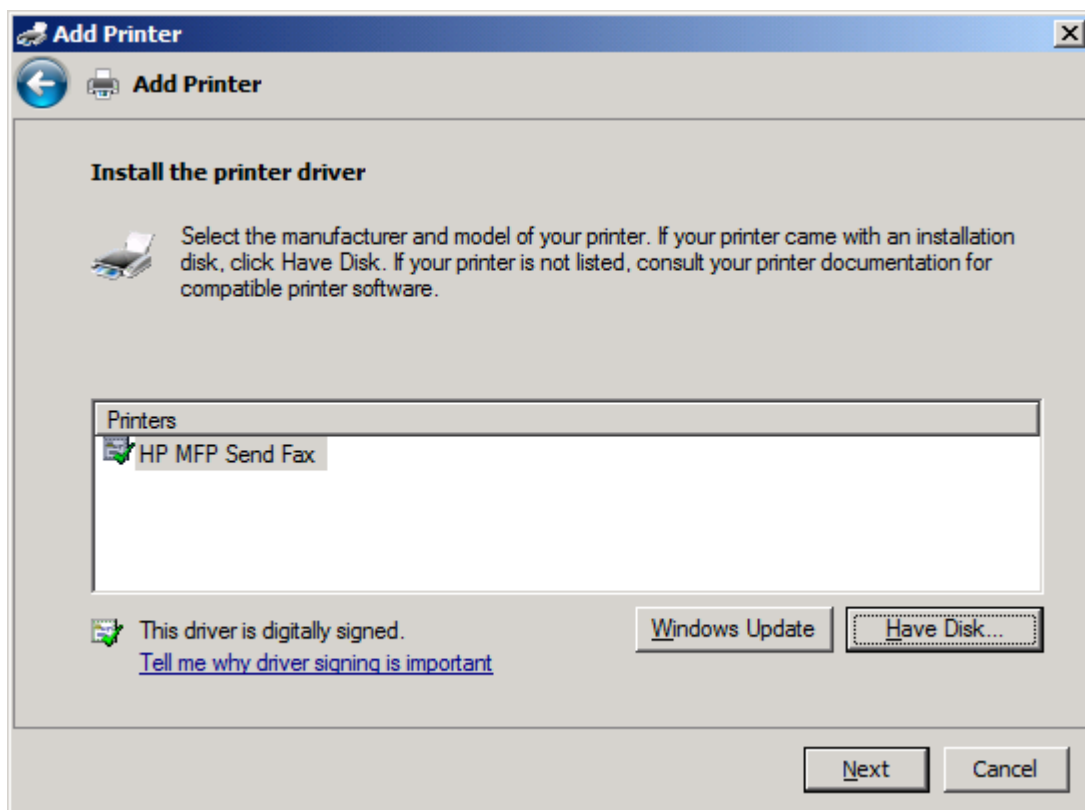 Add Printer
Add Printer
Install the printer driver
Select the manufacturer and model of your printer. If your printer came with an installation
disk, click Have Disk. If your printer is not listed, consult your printer documentation for
compatible printer software.
Printers
HP MFP Send Fax
This driver is digitally signed.
Tell me why driver signing is important
Windows Update
Have Disk...
Next
Cancel